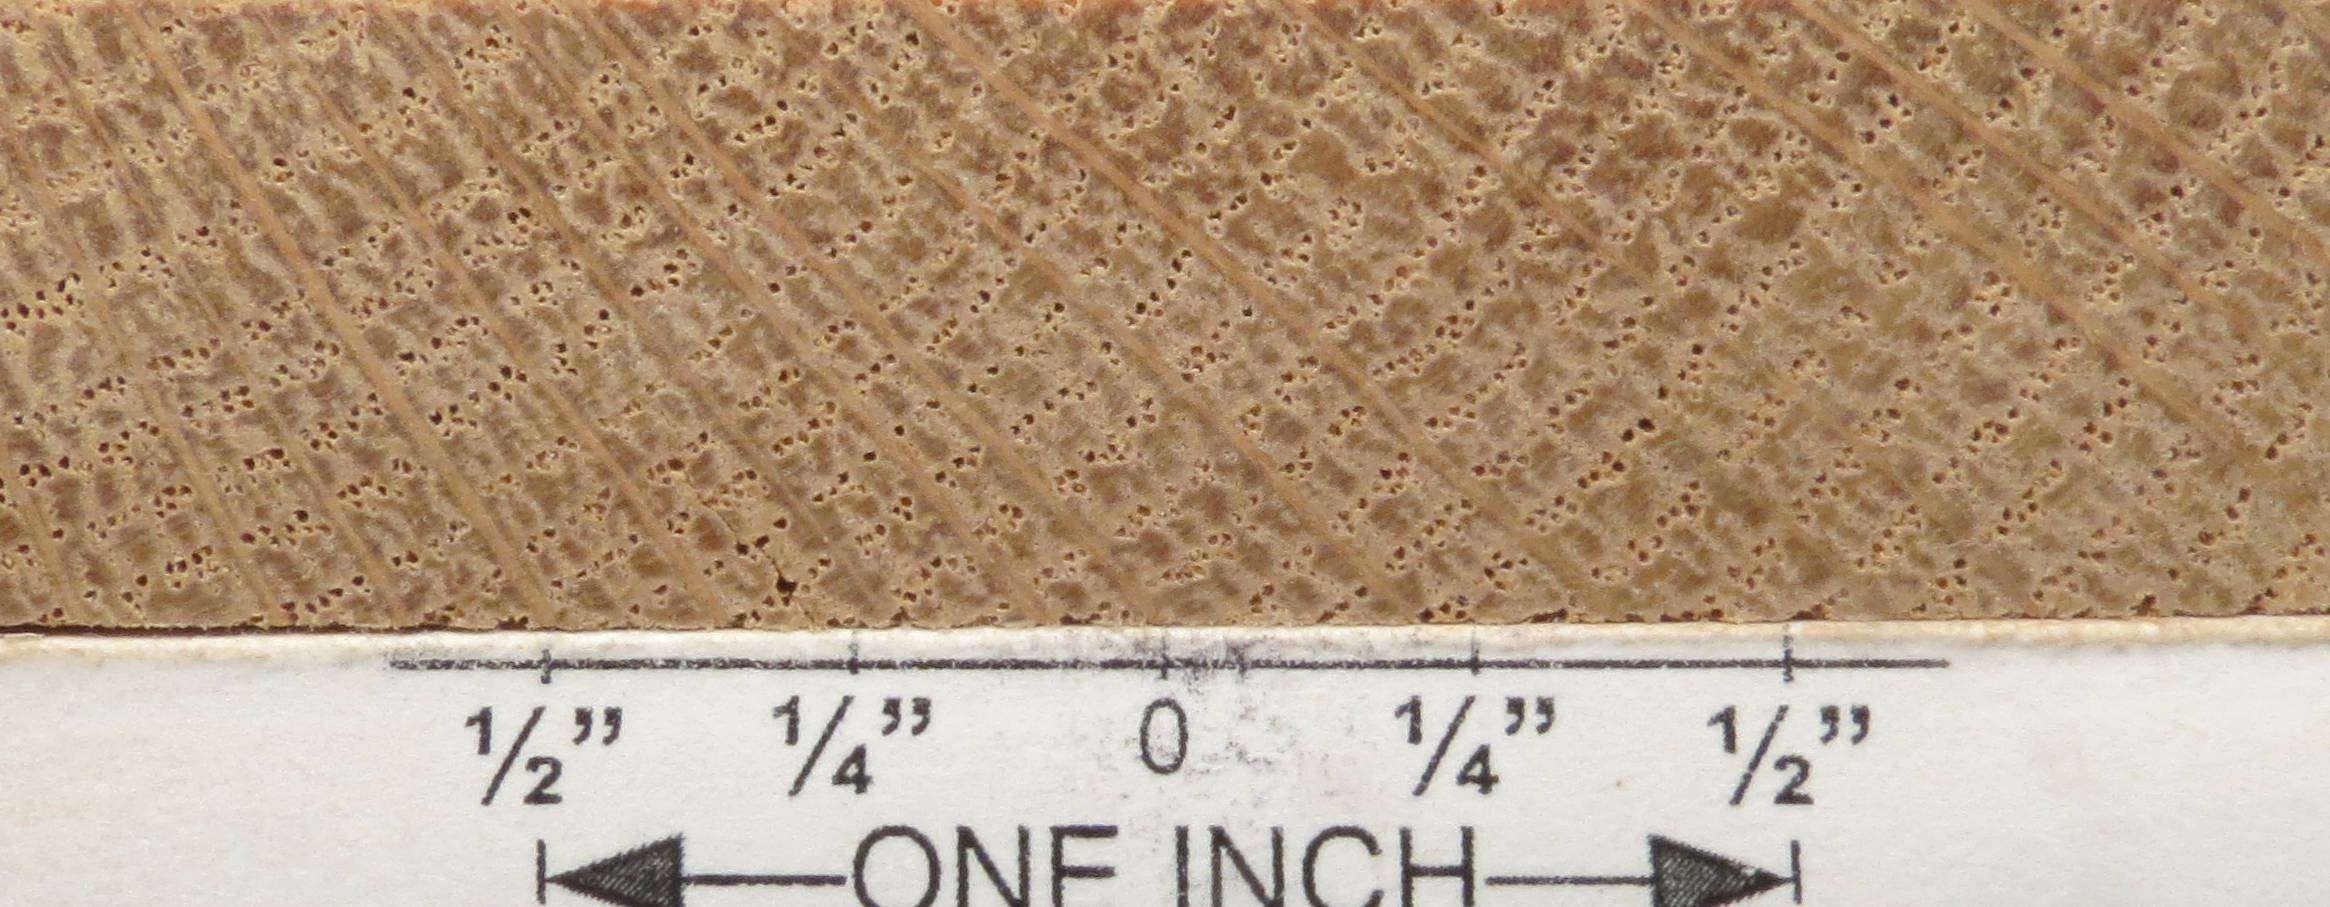 1/2” 1/4” 0 1/4” 1/2”
ONE INCH